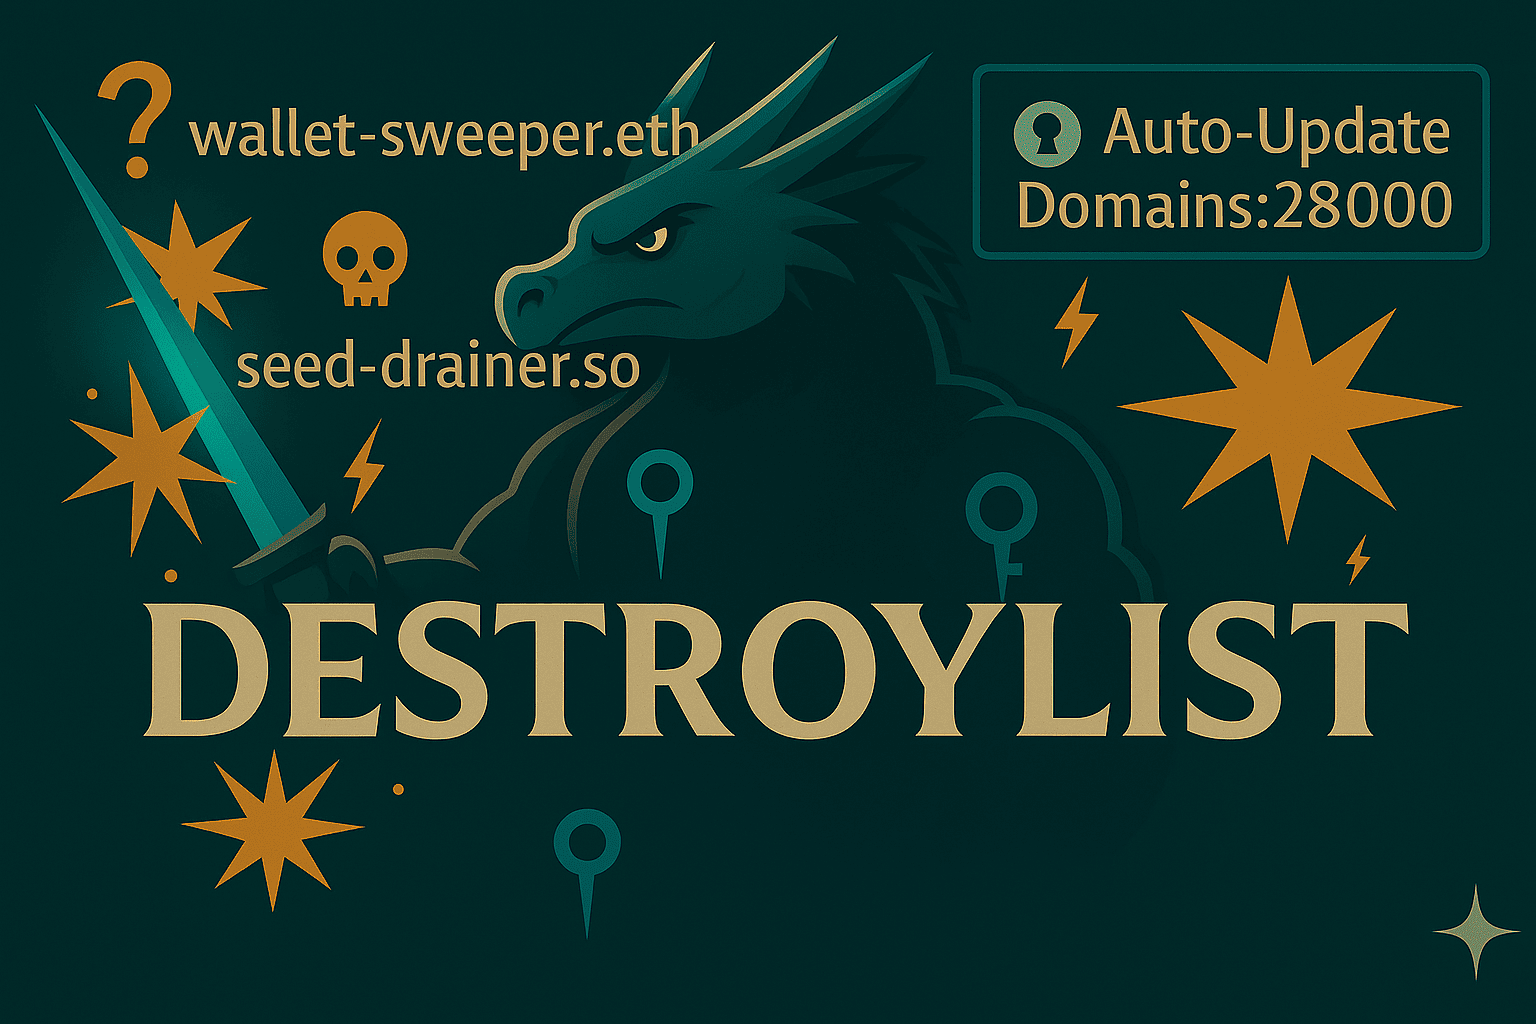 ?
wallet-sweeper.eth
Auto-Update
Domains:28000
seed-drainer.so
DESTROYLIST